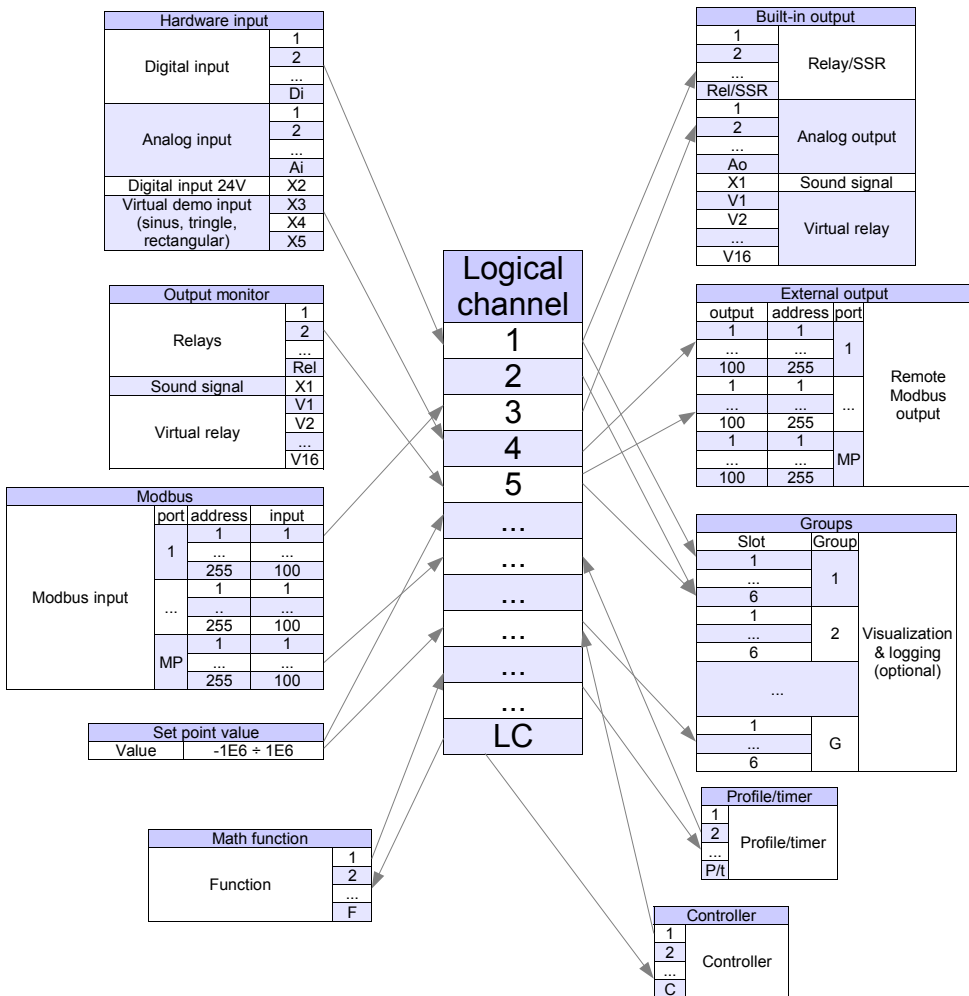 Hardware input
Digital input
1
2
...
Di
Analog input
1
2
...
Ai
Digital input 24V X2
Virtual demo input
(sinus, tringle,
rectangular)
X3
X4
X5
Output monitor
Relays
1
2
...
Rel
Sound signal X1
Virtual relay
V1
V2
...
V16
Modbus
port address input
Modbus input
1
1 1
... ...
255 100
...
1 1
.. ...
255 100
MP
1 1
... ...
255 100
Set point value
Value -1E6 ÷ 1E6
Math function
Function
1
2
...
F
Logical
channel
1
2
3
4
5
...
...
...
...
...
...
LC
Built-in output
1
2
...
Rel/SSR
Relay/SSR
1
2
...
Ao
Analog output
X1 Sound signal
V1
V2
...
V16
Virtual relay
External output
output address port
1 1
... ...
100 255
1
1 1
... ...
100 255
...
1 1
... ...
100 255
MP
Remote
Modbus
output
Groups
Slot Group
1
...
6
1
1
...
6
2
...
1
...
6
G
Visualization
& logging
(optional)
Profile/timer
1
2
...
P/t
Profile/timer
Controller
1
2
...
C
Controller